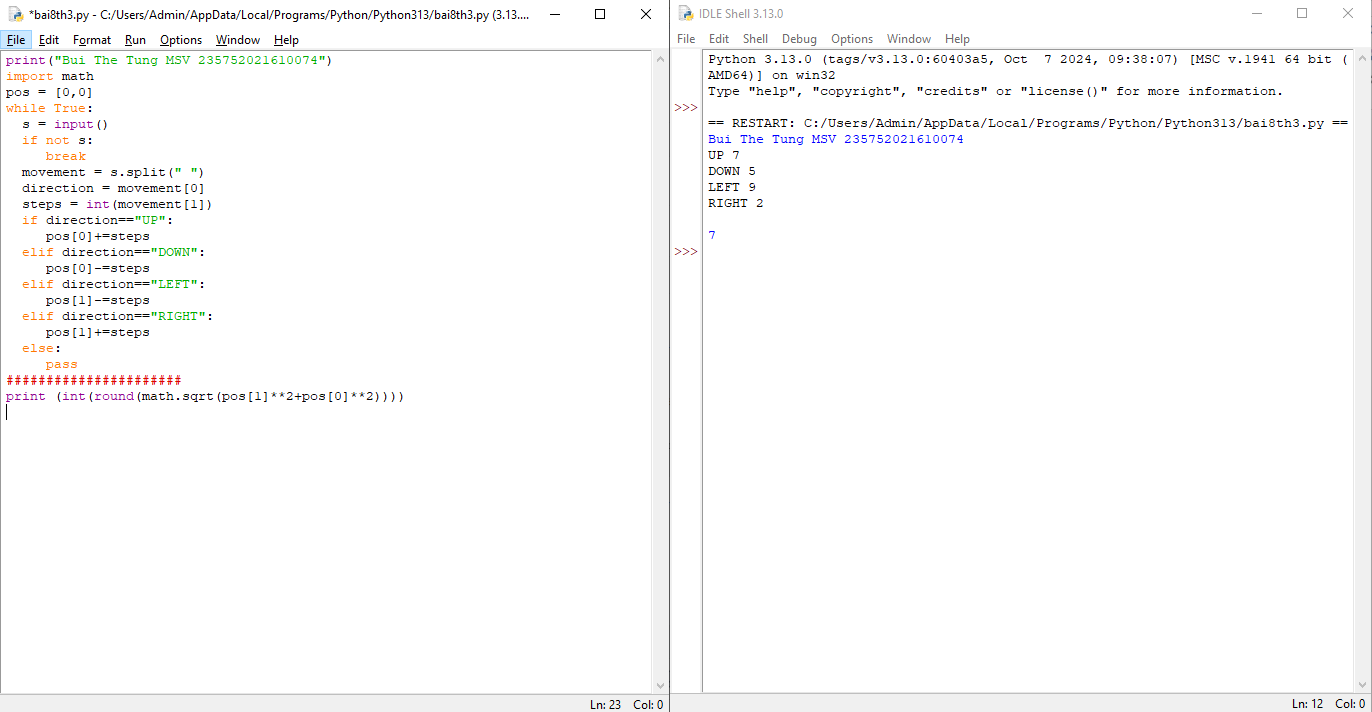 *bai8th3.py - C:/Users/Admin/AppData/Local/Programs/Python/Python313/bai8th3.py (3.13....
File Edit Format Run Options Window Help
print("Bui The Tung MSV 235752021610074")
import math
pos = [0,0]
while True:
  s = input()
  if not s:
     break
  movement = s.split(" ")
  direction = movement[0]
  steps = int(movement[1])
  if direction=="UP":
     pos[0]+=steps
  elif direction=="DOWN":
     pos[0]-=steps
  elif direction=="LEFT":
     pos[1]-=steps
  elif direction=="RIGHT":
     pos[1]+=steps
  else:
     pass
######################
print (int(round(math.sqrt(pos[1]**2+pos[0]**2))))
Ln: 23 Col: 0
IDLE Shell 3.13.0
File Edit Shell Debug Options Window Help
Python 3.13.0 (tags/v3.13.0:60403a5, Oct  7 2024, 09:38:07) [MSC v.1941 64 bit (
AMD64)] on win32
Type "help", "copyright", "credits" or "license()" for more information.
>>>
== RESTART: C:/Users/Admin/AppData/Local/Programs/Python/Python313/bai8th3.py ==
Bui The Tung MSV 235752021610074
UP 7
DOWN 5
LEFT 9
RIGHT 2
7
>>>
Ln: 12 Col: 0